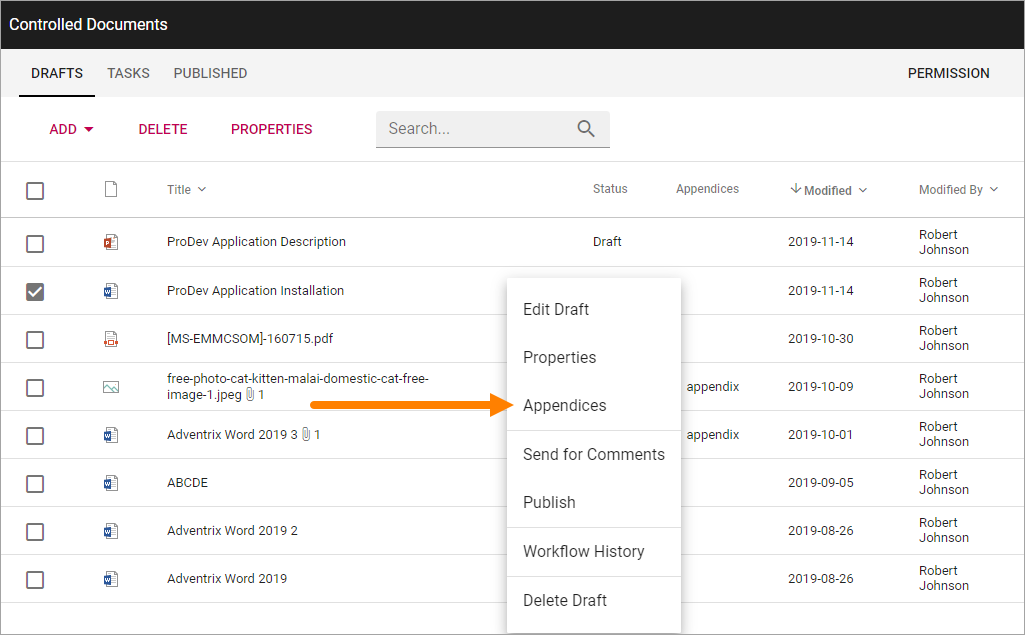 Controlled Documents
DRAFTS TASKS PUBLISHED PERMISSION
ADD DELETE PROPERTIES Search...
Title Status Appendices Modified Modified By
ProDev Application Description Draft 2019-11-14 Robert
Johnson
ProDev Application Installation 2019-11-14 Robert
Johnson
[MS-EMMCSOM]-160715.pdf 2019-10-30 Robert
Johnson
free-photo-cat-kitten-malai-domestic-cat-free-
image-1.jpeg 1 appendix 2019-10-09 Robert
Johnson
Adventrix Word 2019 3 1 appendix 2019-10-01 Robert
Johnson
ABCDE 2019-09-05 Robert
Johnson
Adventrix Word 2019 2 2019-08-26 Robert
Johnson
Adventrix Word 2019 2019-08-26 Robert
Johnson
Edit Draft
Properties
Appendices
Send for Comments
Publish
Workflow History
Delete Draft